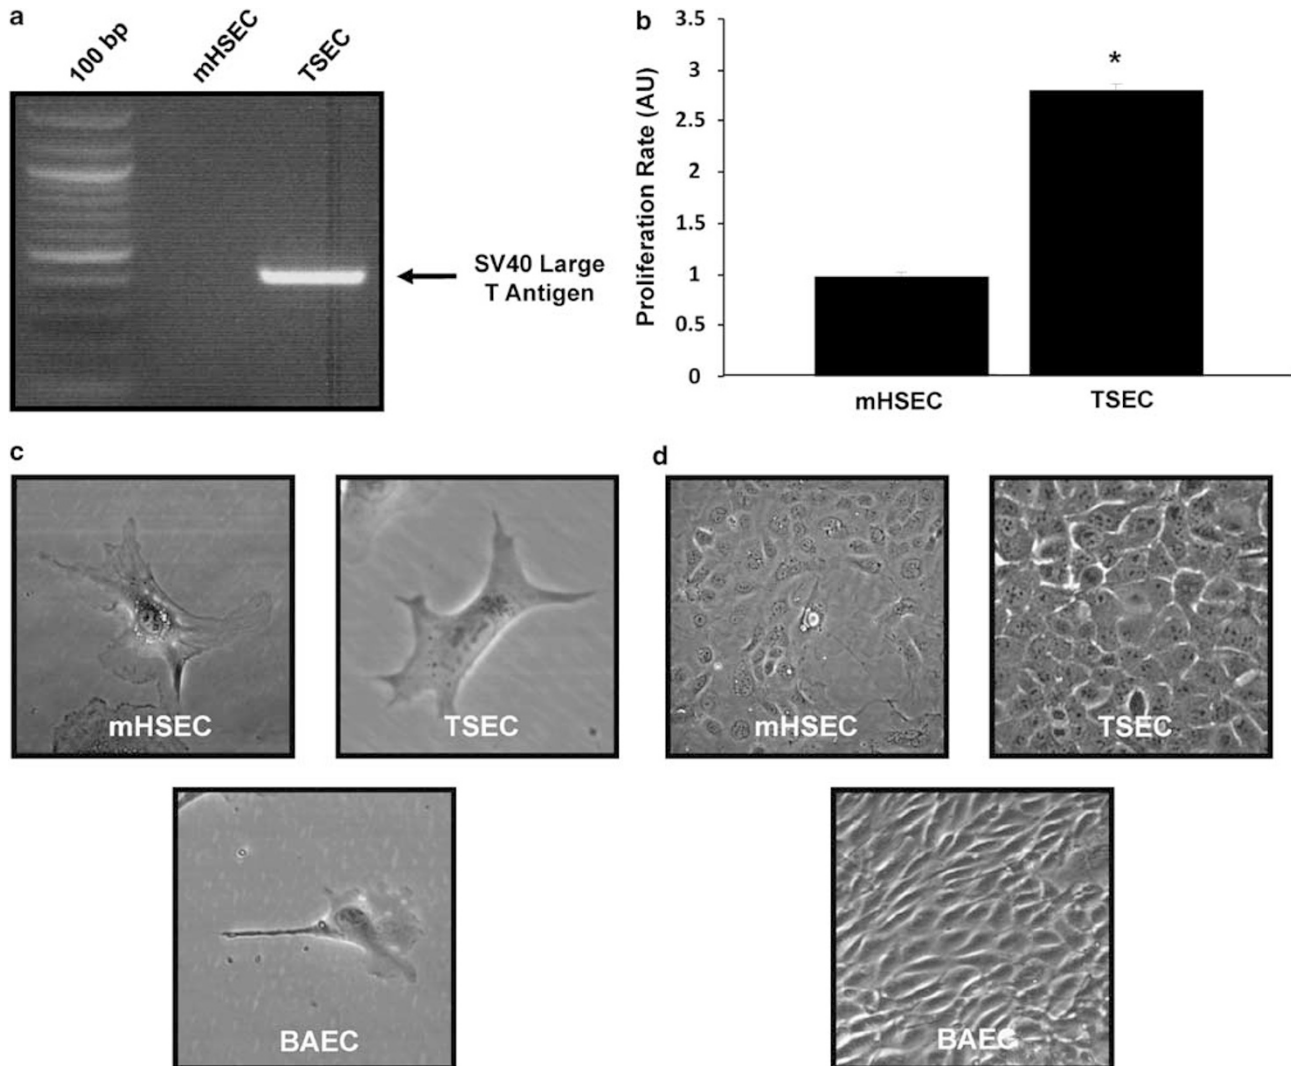 a
100 bp
mHSEC
TSEC
SV40 Large
T Antigen
b
Proliferation Rate (AU)
3.5
3
2.5
2
1.5
1
0.5
0
*
mHSEC
TSEC
c
mHSEC
TSEC
BAEC
d
mHSEC
TSEC
BAEC